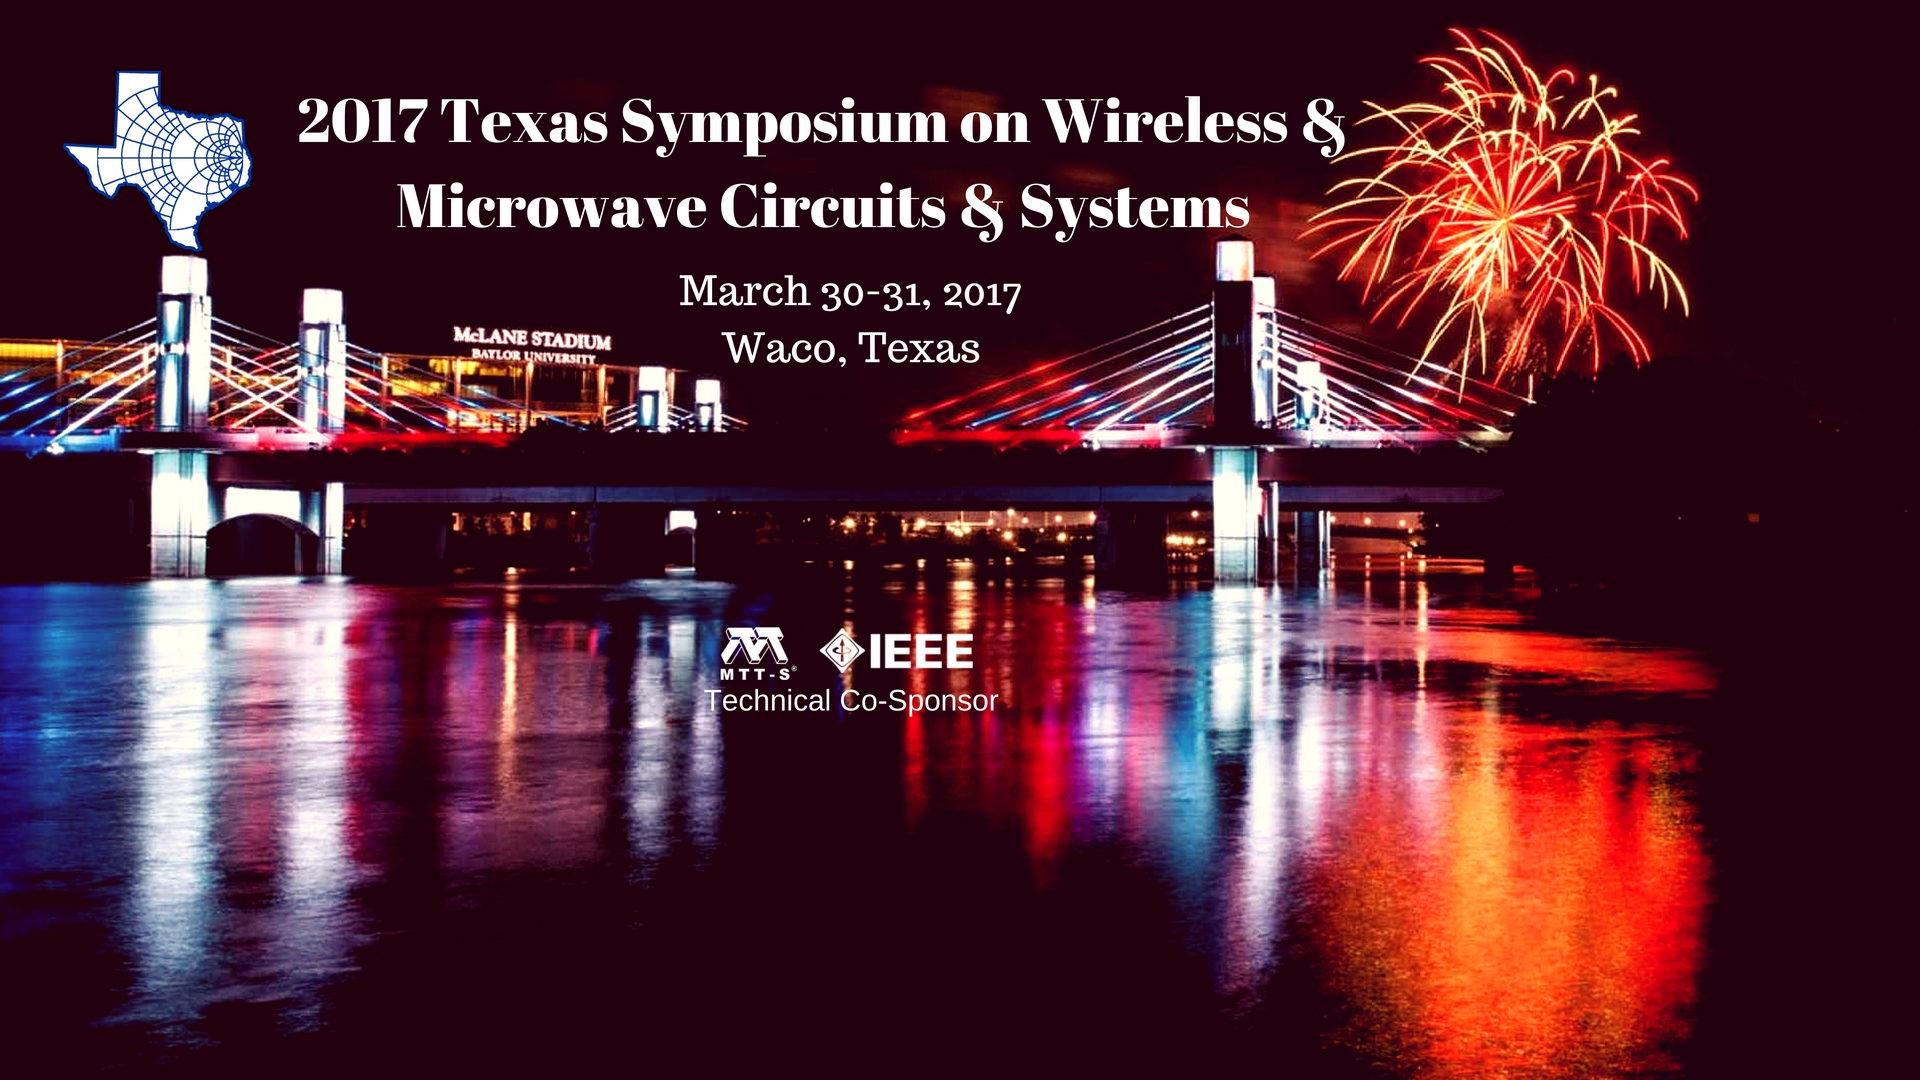 2017 Texas Symposium on Wireless &
Microwave Circuits & Systems
March 30-31, 2017
Waco, Texas
McLANE STADIUM
BAYLOR UNIVERSITY
MTT-S®
IEEE
Technical Co-Sponsor